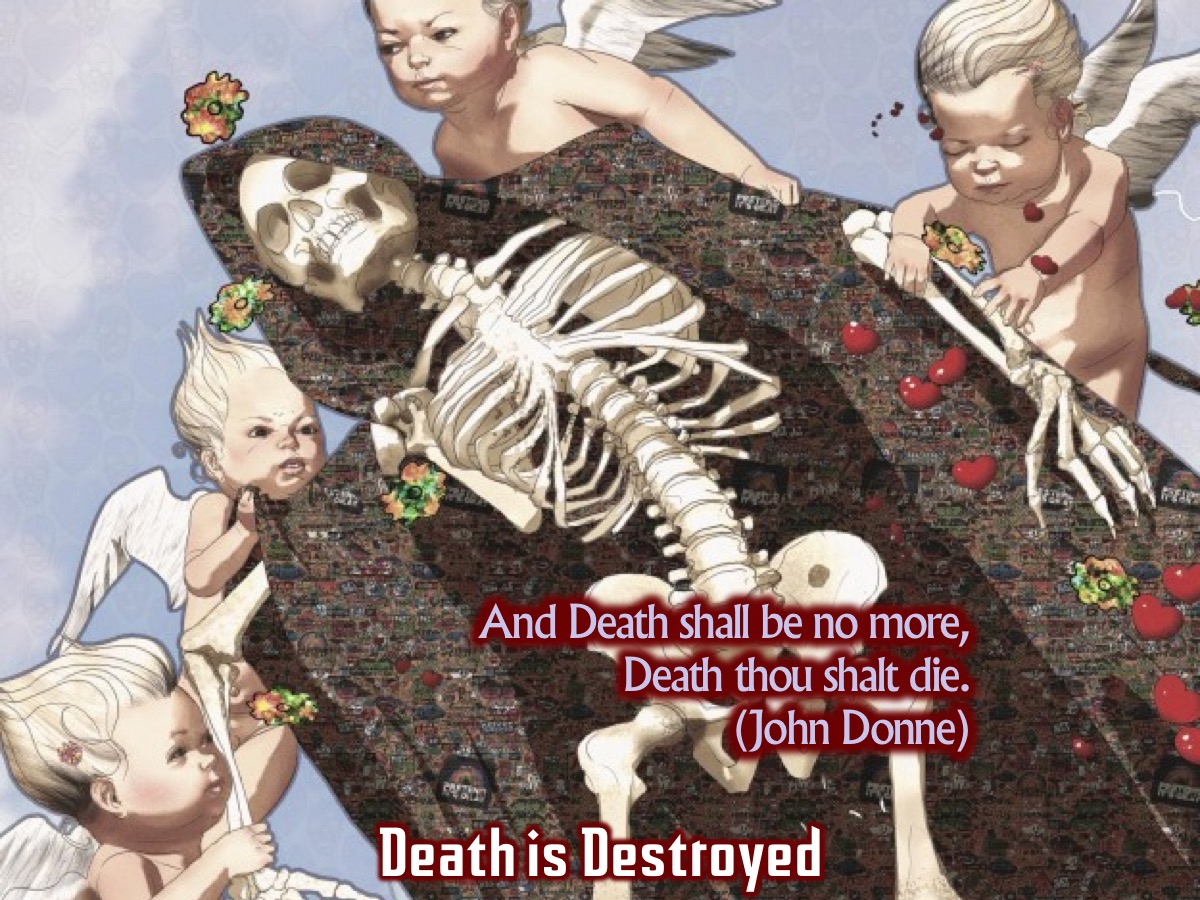 And Death shall be no more,
Death thou shalt die.
(John Donne)
Death is Destroyed